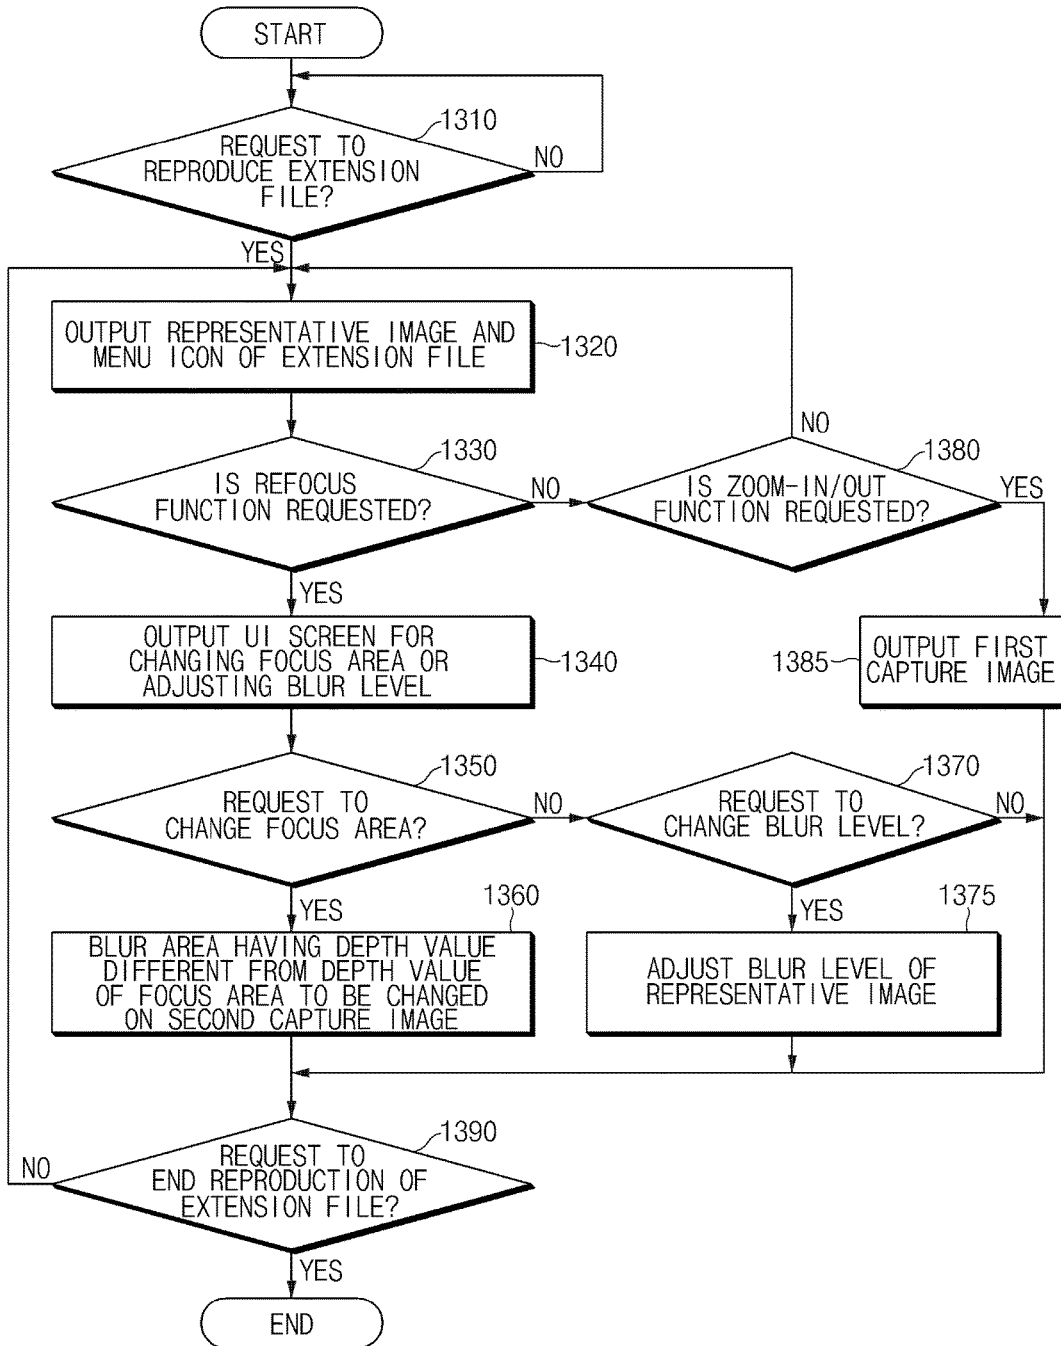 START
1310
REQUEST TO
REPRODUCE EXTENSION
FILE?
NO
YES
OUTPUT REPRESENTATIVE IMAGE AND
MENU ICON OF EXTENSION FILE
1320
1330
IS REFOCUS
FUNCTION REQUESTED?
NO
YES
NO
1380
IS ZOOM-IN/OUT
FUNCTION REQUESTED?
YES
OUTPUT UI SCREEN FOR
CHANGING FOCUS AREA OR
ADJUSTING BLUR LEVEL
1340
1385
OUTPUT FIRST
CAPTURE IMAGE
1350
REQUEST TO
CHANGE FOCUS AREA?
NO
YES
1370
REQUEST TO
CHANGE BLUR LEVEL?
NO
YES
1360
BLUR AREA HAVING DEPTH VALUE
DIFFERENT FROM DEPTH VALUE
OF FOCUS AREA TO BE CHANGED
ON SECOND CAPTURE IMAGE
1375
ADJUST BLUR LEVEL OF
REPRESENTATIVE IMAGE
1390
REQUEST TO
END REPRODUCTION OF
EXTENSION FILE?
NO
YES
END